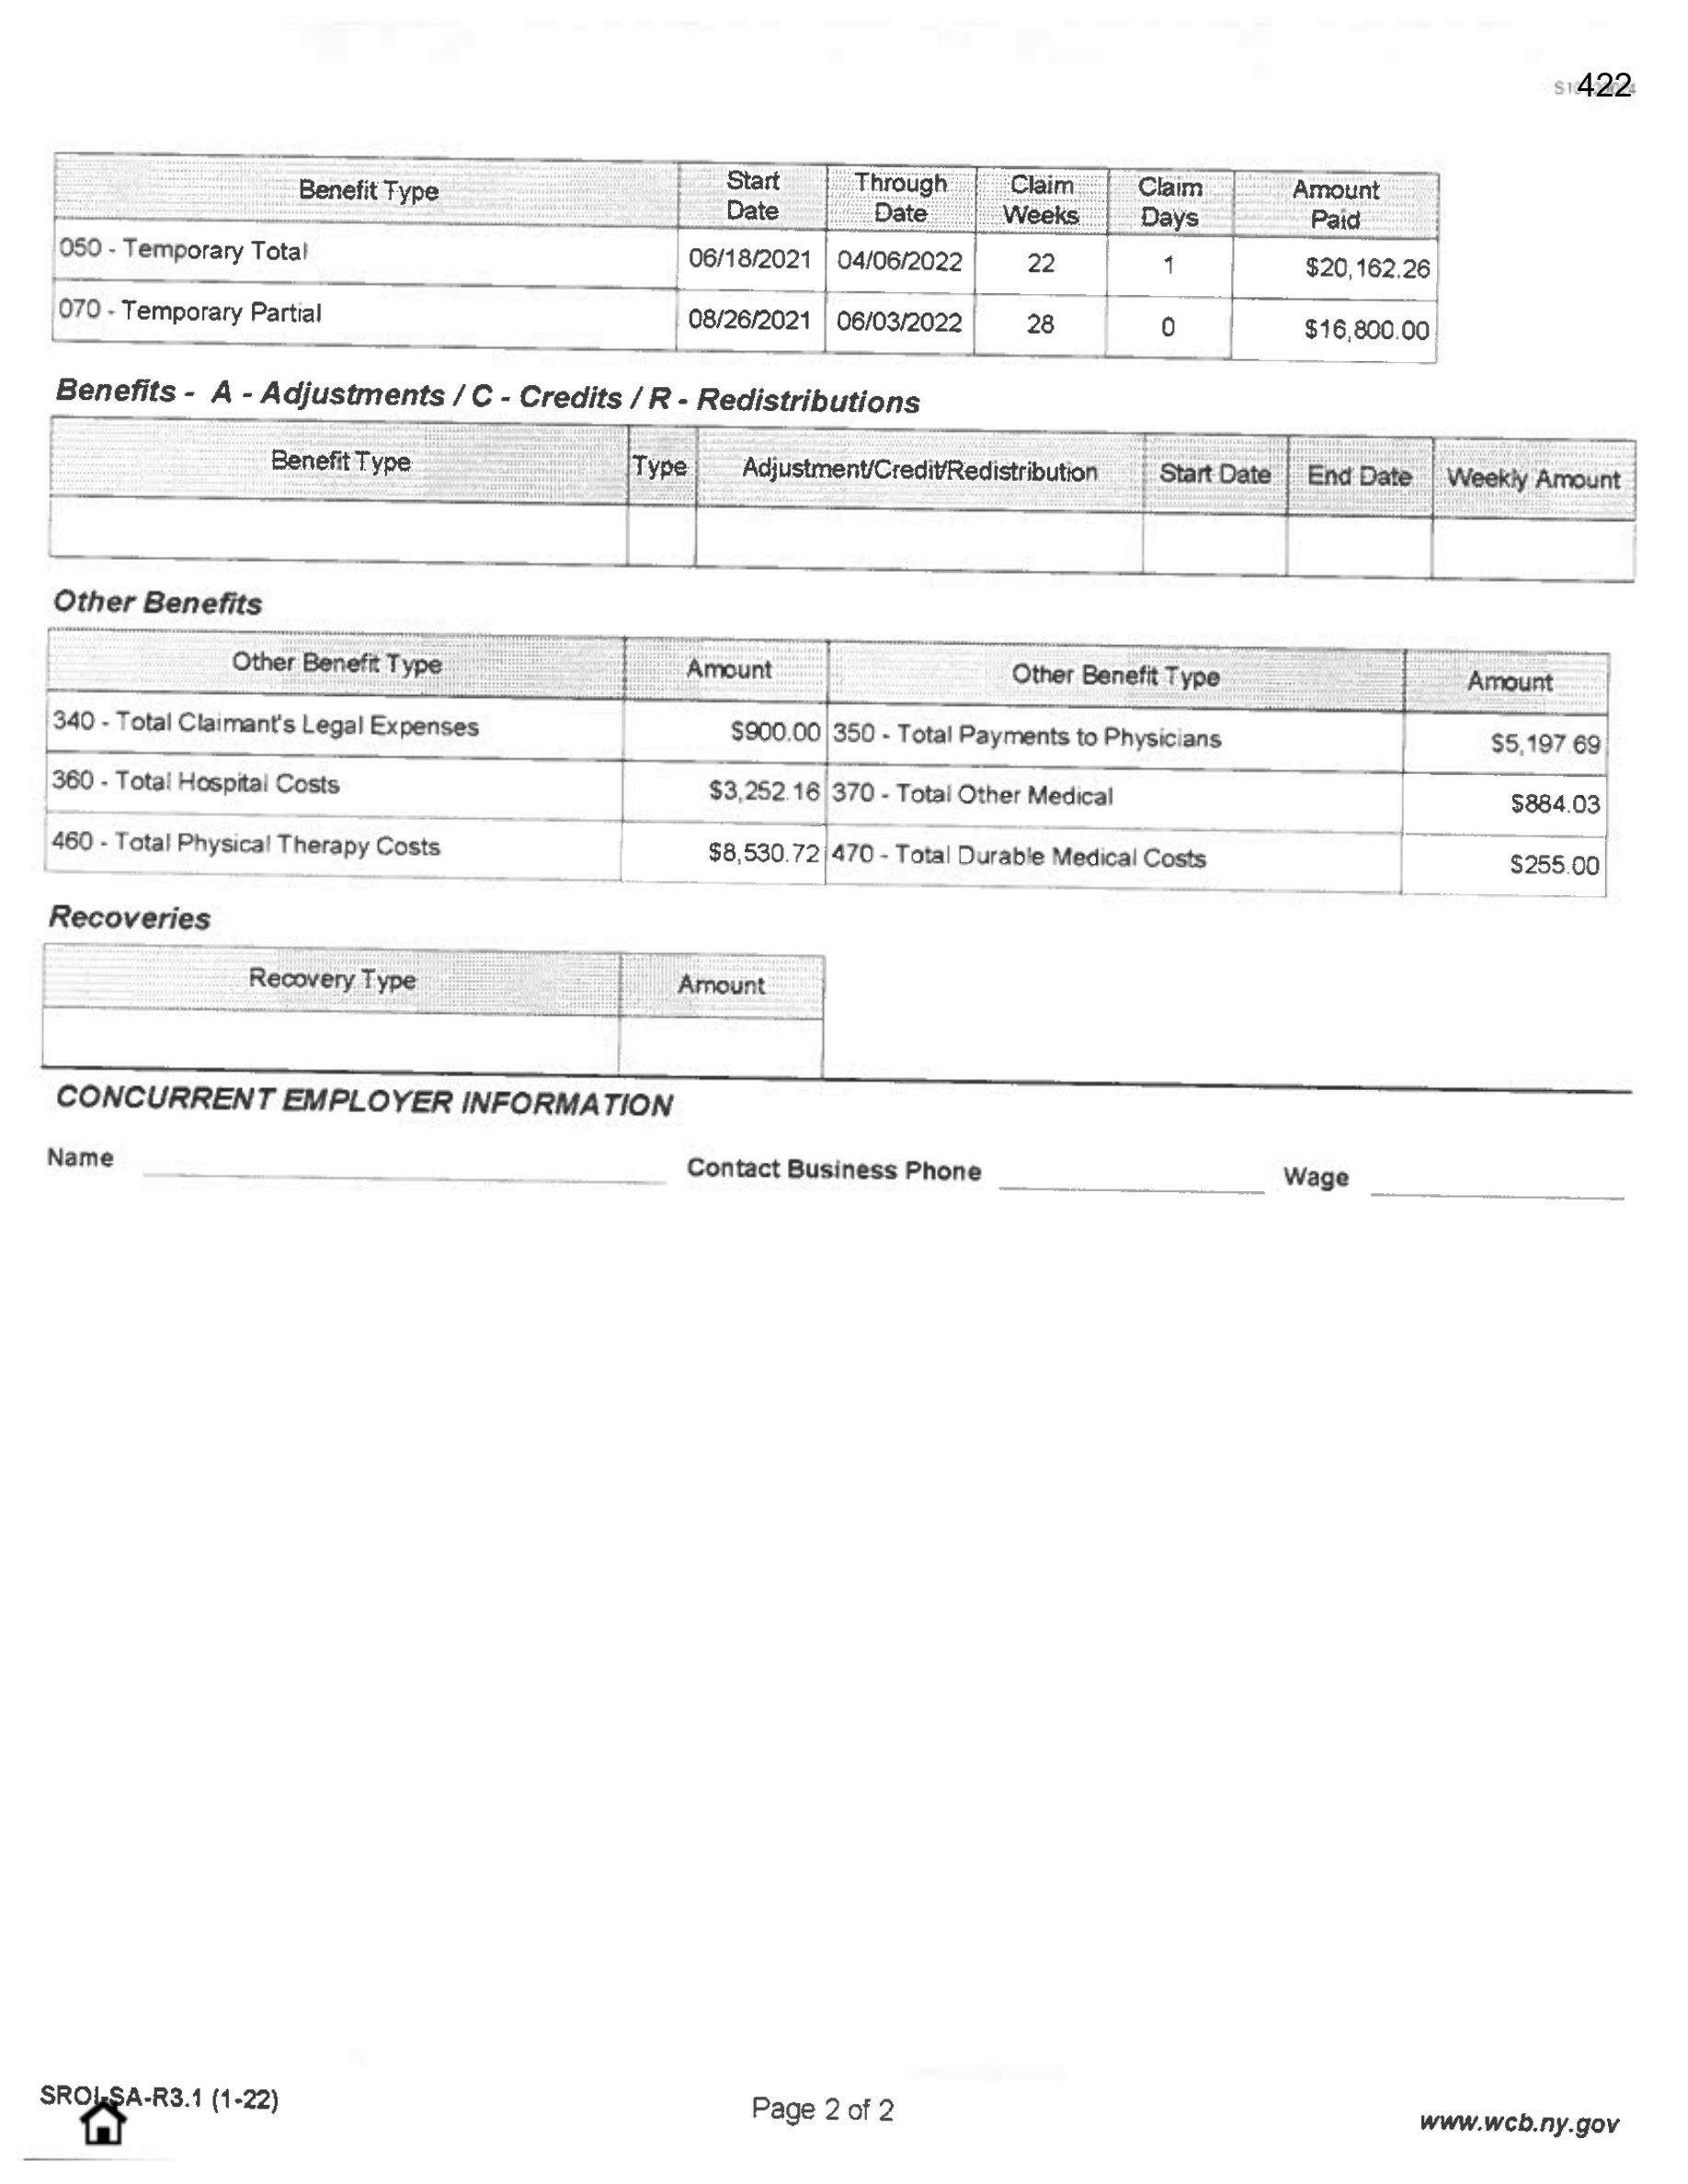 422
Benefit Type Start Date Through Date Claim Weeks Claim Days Amount Paid
050 - Temporary Total 06/18/2021 04/06/2022 22 1 $20,162.26
070 - Temporary Partial 08/26/2021 06/03/2022 28 0 $16,800.00
Benefits - A - Adjustments / C - Credits / R - Redistributions
Benefit Type Type Adjustment/Credit/Redistribution Start Date End Date Weekly Amount
Other Benefits
Other Benefit Type Amount Other Benefit Type Amount
340 - Total Claimant's Legal Expenses $900.00 350 - Total Payments to Physicians $5,197.69
360 - Total Hospital Costs $3,252.16 370 - Total Other Medical $884.03
460 - Total Physical Therapy Costs $8,530.72 470 - Total Durable Medical Costs $255.00
Recoveries
Recovery Type Amount
CONCURRENT EMPLOYER INFORMATION
Name Contact Business Phone Wage
SROI-SA-R3.1 (1-22) Page 2 of 2 www.wcb.ny.gov